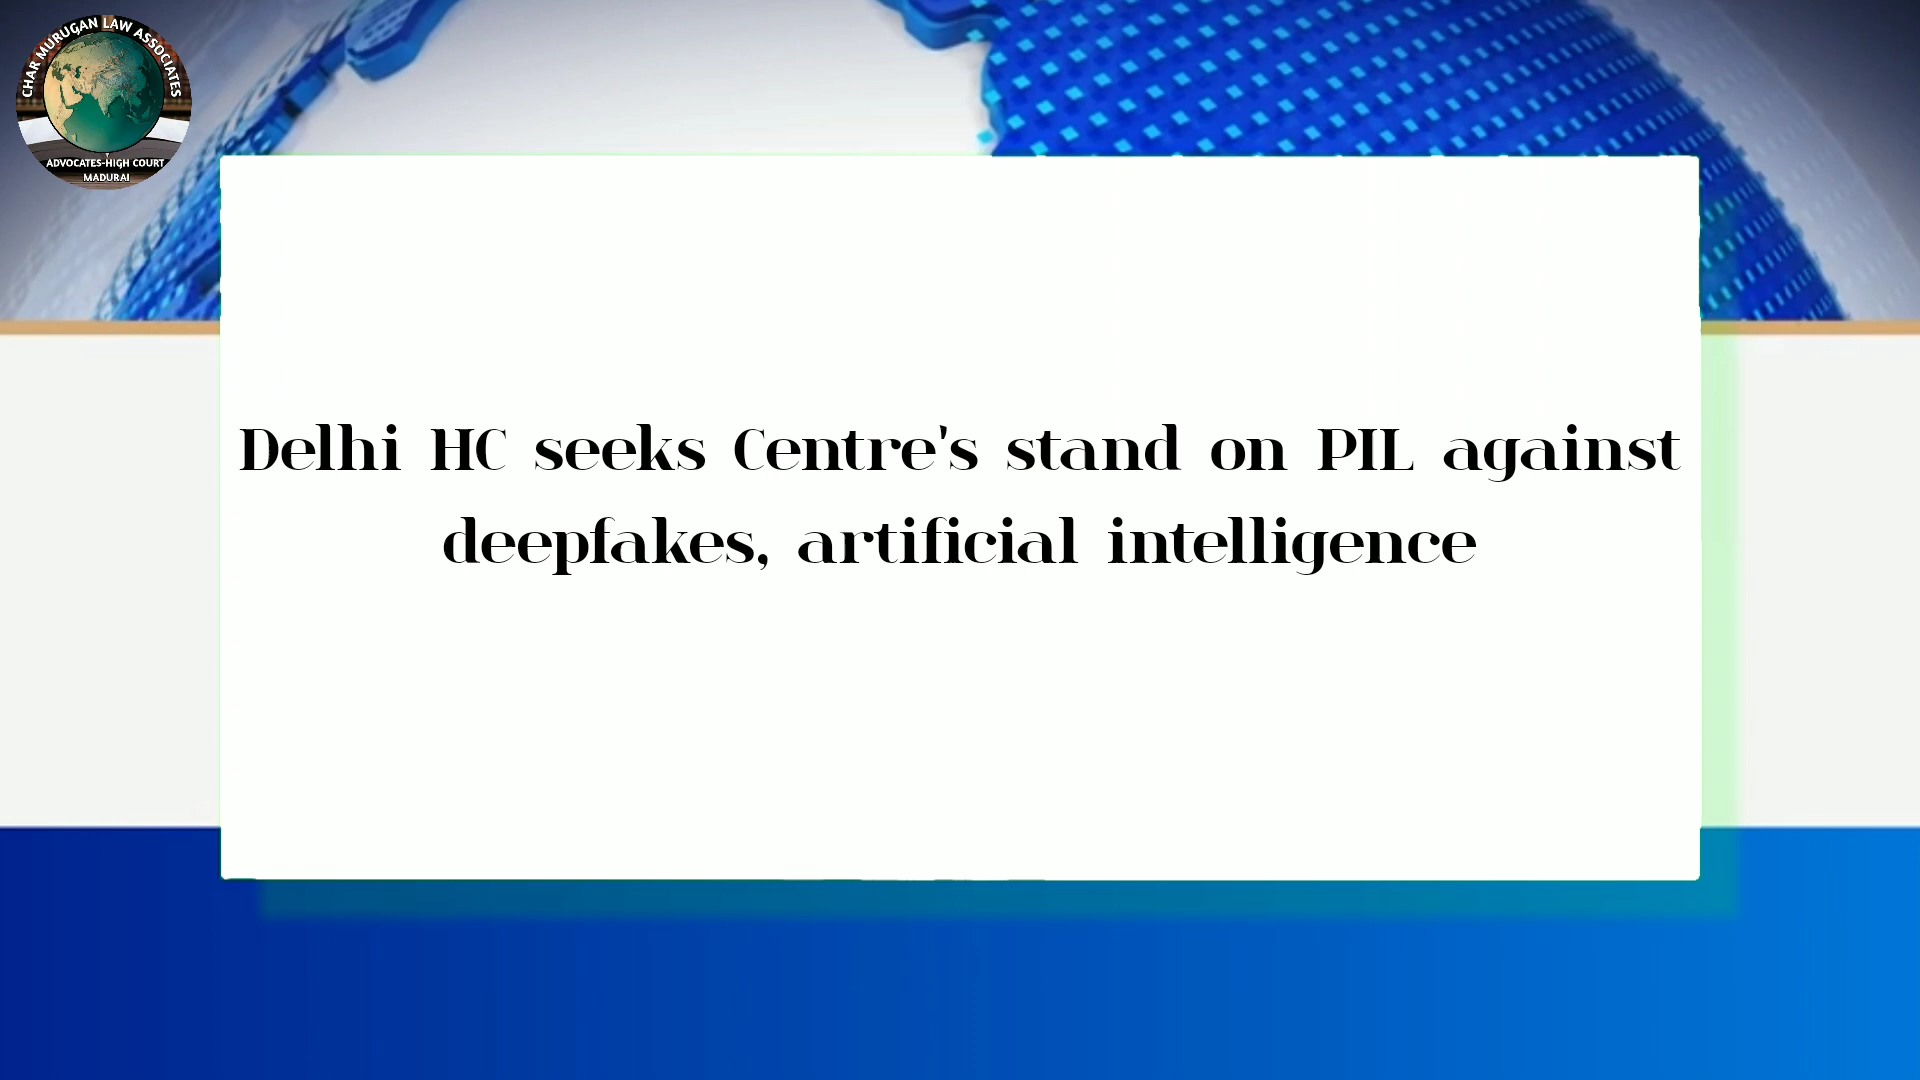 CHAR MURUGAN LAW ASSOCIATES
ADVOCATES-HIGH COURT
MADURAI
Delhi HC seeks Centre's stand on PIL against
deepfakes, artificial intelligence